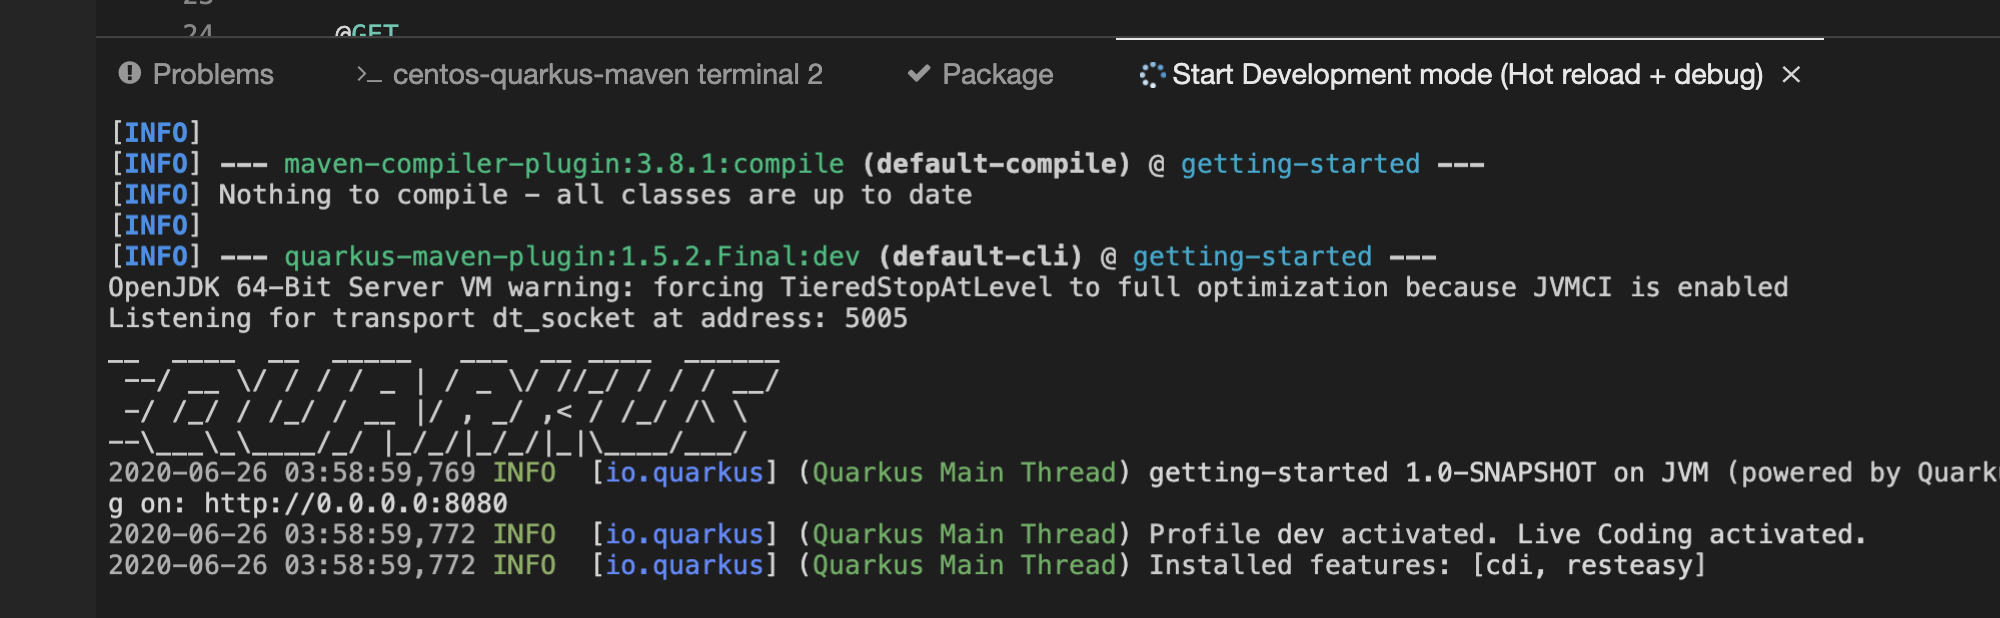 24 @GET
Problems centos-quarkus-maven terminal 2 Package Start Development mode (Hot reload + debug)
[INFO]
[INFO] --- maven-compiler-plugin:3.8.1:compile (default-compile) @ getting-started ---
[INFO] Nothing to compile - all classes are up to date
[INFO]
[INFO] --- quarkus-maven-plugin:1.5.2.Final:dev (default-cli) @ getting-started ---
OpenJDK 64-Bit Server VM warning: forcing TieredStopAtLevel to full optimization because JVMCI is enabled
Listening for transport dt_socket at address: 5005
__  ____  __  _____   ___  __ ____  ______
 --/ __ \/ / / / _ | / _ \/ //_/ / / / __/
 -/ /_/ / /_/ / __ |/ , _/ ,< / /_/ /\ \
--\___\_\____/_/ |_/_/|_/_/|_|\____/___/
2020-06-26 03:58:59,769 INFO  [io.quarkus] (Quarkus Main Thread) getting-started 1.0-SNAPSHOT on JVM (powered by Quark
g on: http://0.0.0.0:8080
2020-06-26 03:58:59,772 INFO  [io.quarkus] (Quarkus Main Thread) Profile dev activated. Live Coding activated.
2020-06-26 03:58:59,772 INFO  [io.quarkus] (Quarkus Main Thread) Installed features: [cdi, resteasy]